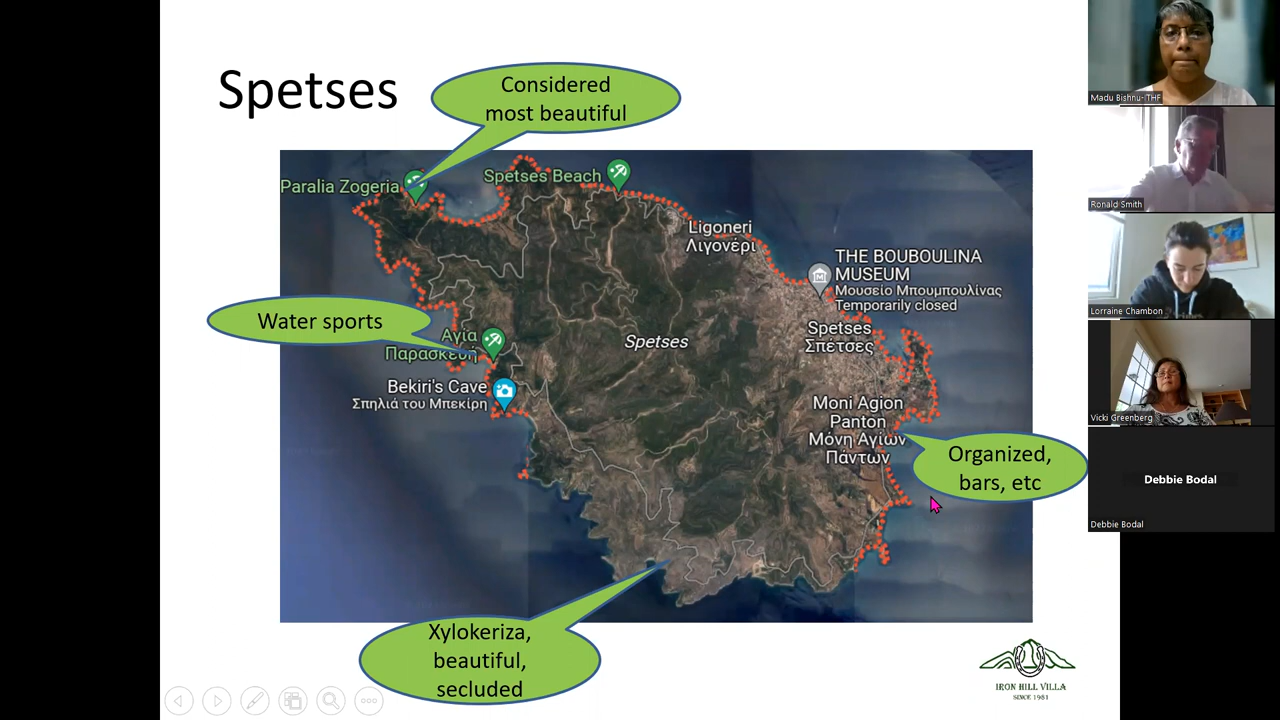 Spetses
Considered
most beautiful
Paralia Zogeria
Spetses Beach
Ligoneri
Λιγονέρι
THE BOUBOULINA
MUSEUM
Μουσείο Μπουμπουλίνας
Temporarily closed
Water sports
Αγία
Παρασκευή
Spetses
Spetses
Σπέτσες
Bekiri's Cave
Σπηλιά του Μπεκίρη
Moni Agion
Panton
Μόνη Αγίων
Πάντων
Organized,
bars, etc
Xylokeriza,
beautiful,
secluded
IRON HILL VILLA
SINCE 1981
Madu Bishnu-ITHF
Ronald Smith
Lorraine Chambon
Vicki Greenberg
Debbie Bodal
Debbie Bodal